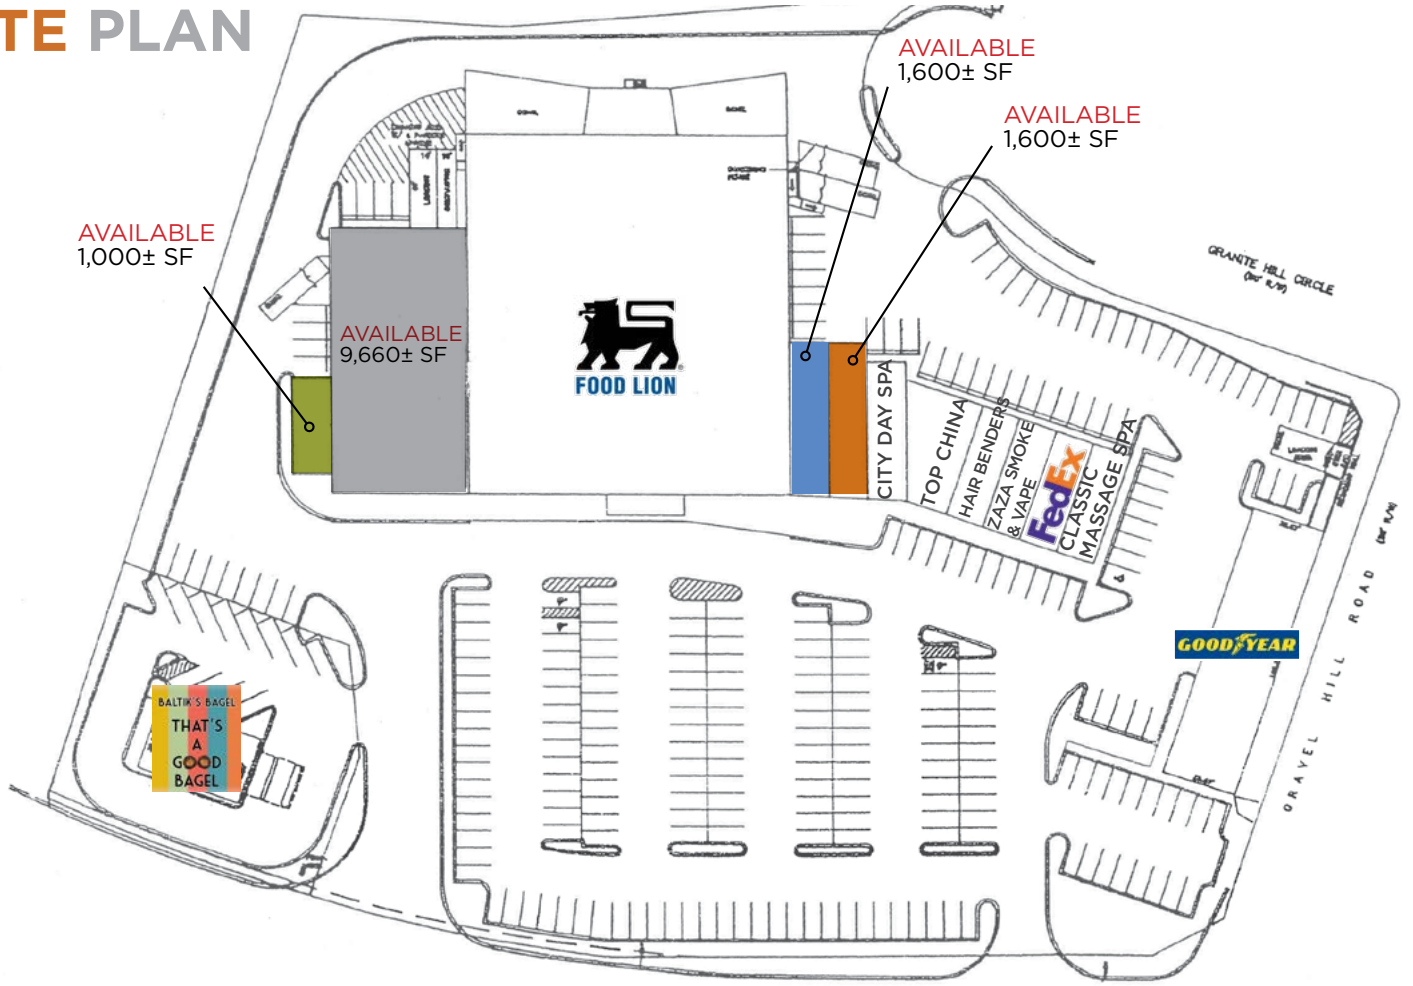 TE PLAN
AVAILABLE
1,600± SF
AVAILABLE
1,600± SF
AVAILABLE
1,000± SF
AVAILABLE
9,660± SF
FOOD LION
CITY DAY SPA
TOP CHINA
HAIR BENDERS
ZAZA SMOKE
& VAPE
FedEx
CLASSIC
MASSAGE SPA
GRANITE HILL CIRCLE
GOODYEAR
GRAVEL HILL ROAD
BALTIK'S BAGEL
THAT'S
A
GOOD
BAGEL